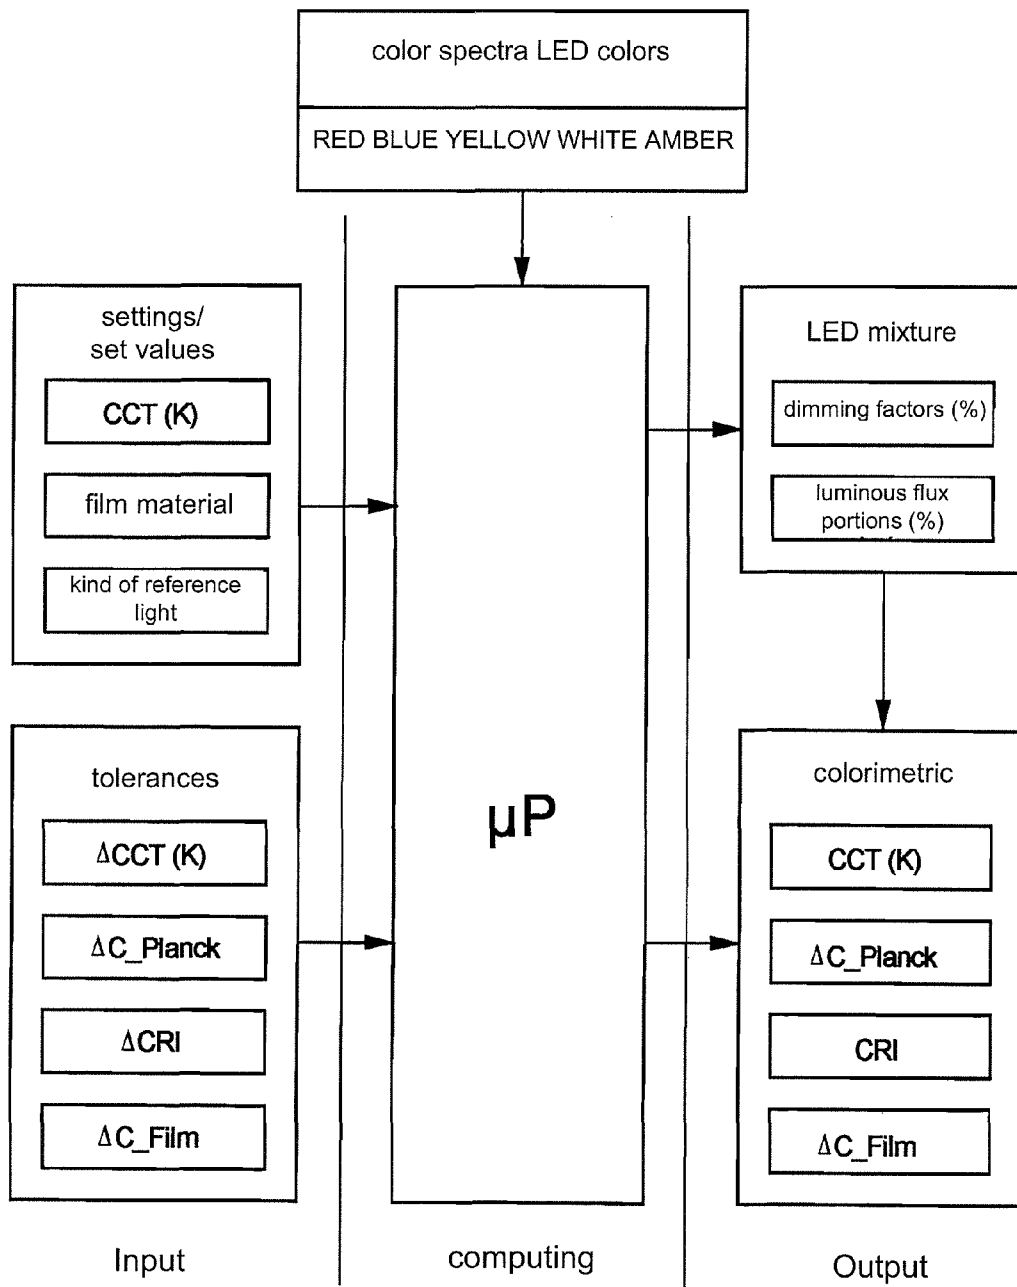 color spectra LED colors
RED BLUE YELLOW WHITE AMBER
settings/
set values
CCT (K)
film material
kind of reference
light
tolerances
ΔCCT (K)
ΔC_Planck
ΔCRI
ΔC_Film
Input
µP
computing
LED mixture
dimming factors (%)
luminous flux
portions (%)
colorimetric
CCT (K)
ΔC_Planck
CRI
ΔC_Film
Output